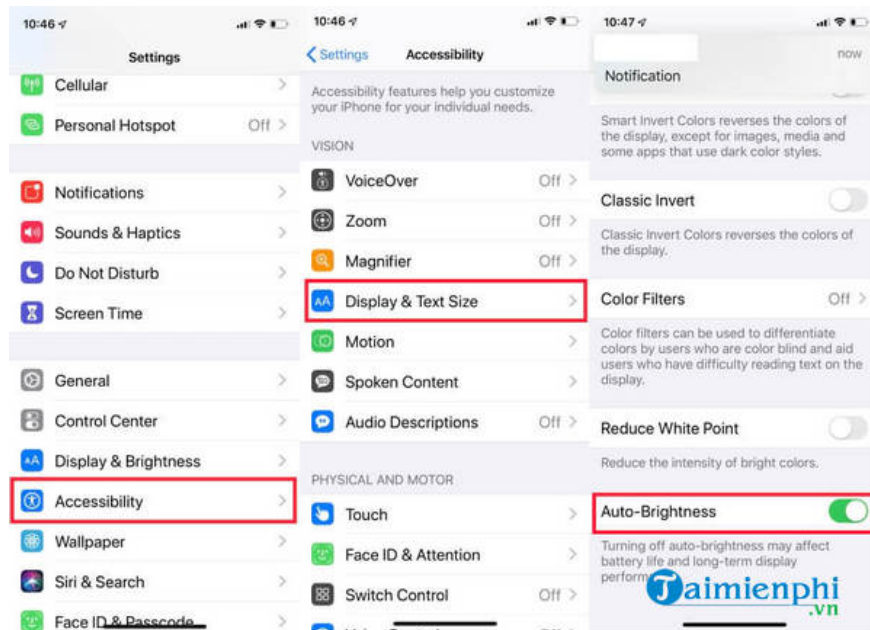 10:46
Settings
Cellular
Personal Hotspot Off
Notifications
Sounds & Haptics
Do Not Disturb
Screen Time
General
Control Center
AA Display & Brightness
Accessibility
Wallpaper
Siri & Search
Face ID & Passcode
10:46
Settings Accessibility
Accessibility features help you customize
your iPhone for your individual needs.
VISION
VoiceOver Off
Zoom Off
Magnifier Off
AA Display & Text Size
Motion
Spoken Content
Audio Descriptions Off
PHYSICAL AND MOTOR
Touch
Face ID & Attention
Switch Control Off
10:47
now
Notification
Smart Invert Colors reverses the colors of
the display, except for images, media and
some apps that use dark color styles.
Classic Invert
Classic Invert Colors reverses the colors of
the display.
Color Filters Off
Color filters can be used to differentiate
colors by users who are color blind and aid
users who have difficulty reading text on the
display.
Reduce White Point
Reduce the intensity of bright colors.
Auto-Brightness
Turning off auto-brightness may affect
battery life and long-term display
Taimienphi
.vn